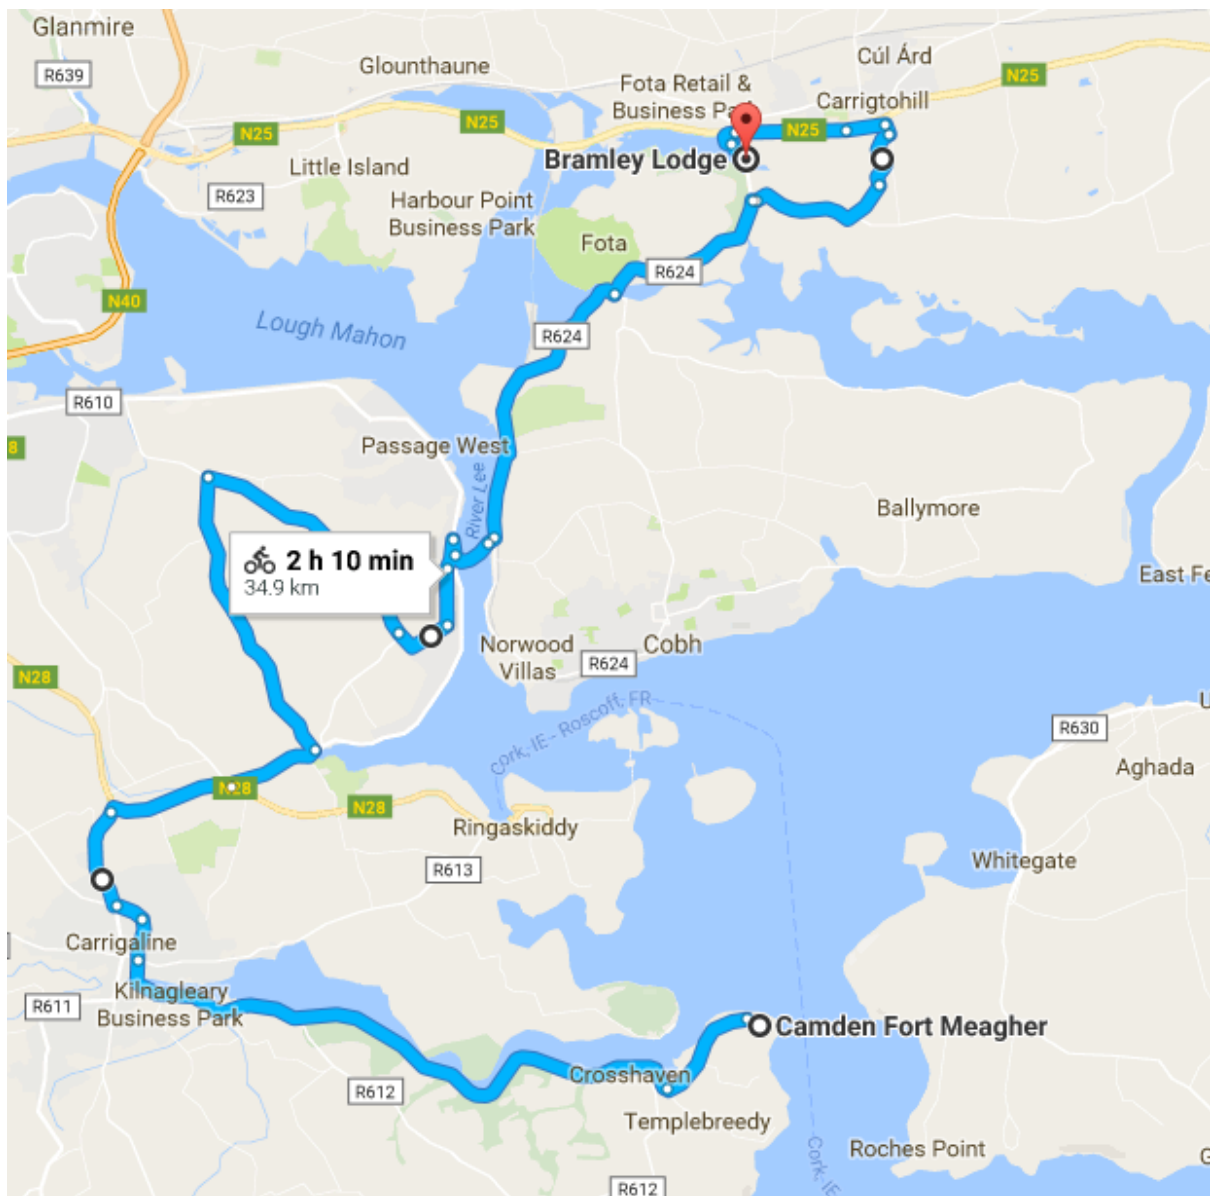 Glanmire
Cúl Árd
Glounthaune
R639
N25
Fota Retail &
Business Pa
Carrigtohill
N25
N25
N25
Little Island
Bramley Lodge
R623
Harbour Point
Business Park
Fota
R624
N40
Lough Mahon
R624
R610
8
Passage West
River Lee
Ballymore
2 h 10 min
34.9 km
East Fe
Norwood
Villas
R624
Cobh
N28
Cork, IE - Roscoff, FR
U
R630
Aghada
N28
N28
Ringaskiddy
Whitegate
R613
Carrigaline
Kilnagleary
Business Park
R611
Camden Fort Meagher
Crosshaven
R612
Templebreedy
Roches Point
Cork, IE
G
R612